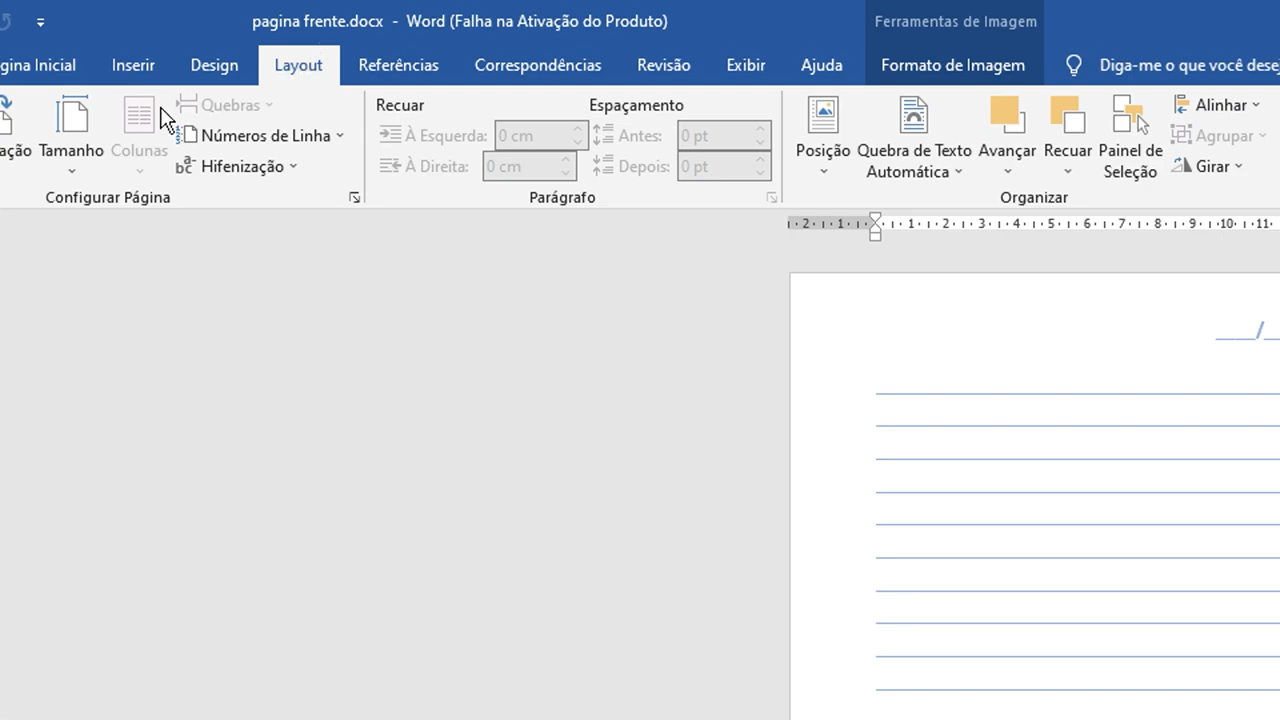 pagina frente.docx - Word (Falha na Ativação do Produto)
Ferramentas de Imagem
gina Inicial Inserir Design Layout Referências Correspondências Revisão Exibir Ajuda Formato de Imagem Diga-me o que você dese
ação Tamanho Colunas
Quebras
Números de Linha
Hifenização
Configurar Página
Recuar Espaçamento
À Esquerda: 0 cm Antes: 0 pt
À Direita: 0 cm Depois: 0 pt
Parágrafo
Posição Quebra de Texto Automática Avançar Recuar Painel de Seleção
Alinhar
Agrupar
Girar
Organizar
2 1 1 2 3 4 5 6 7 8 9 10 11
____/_